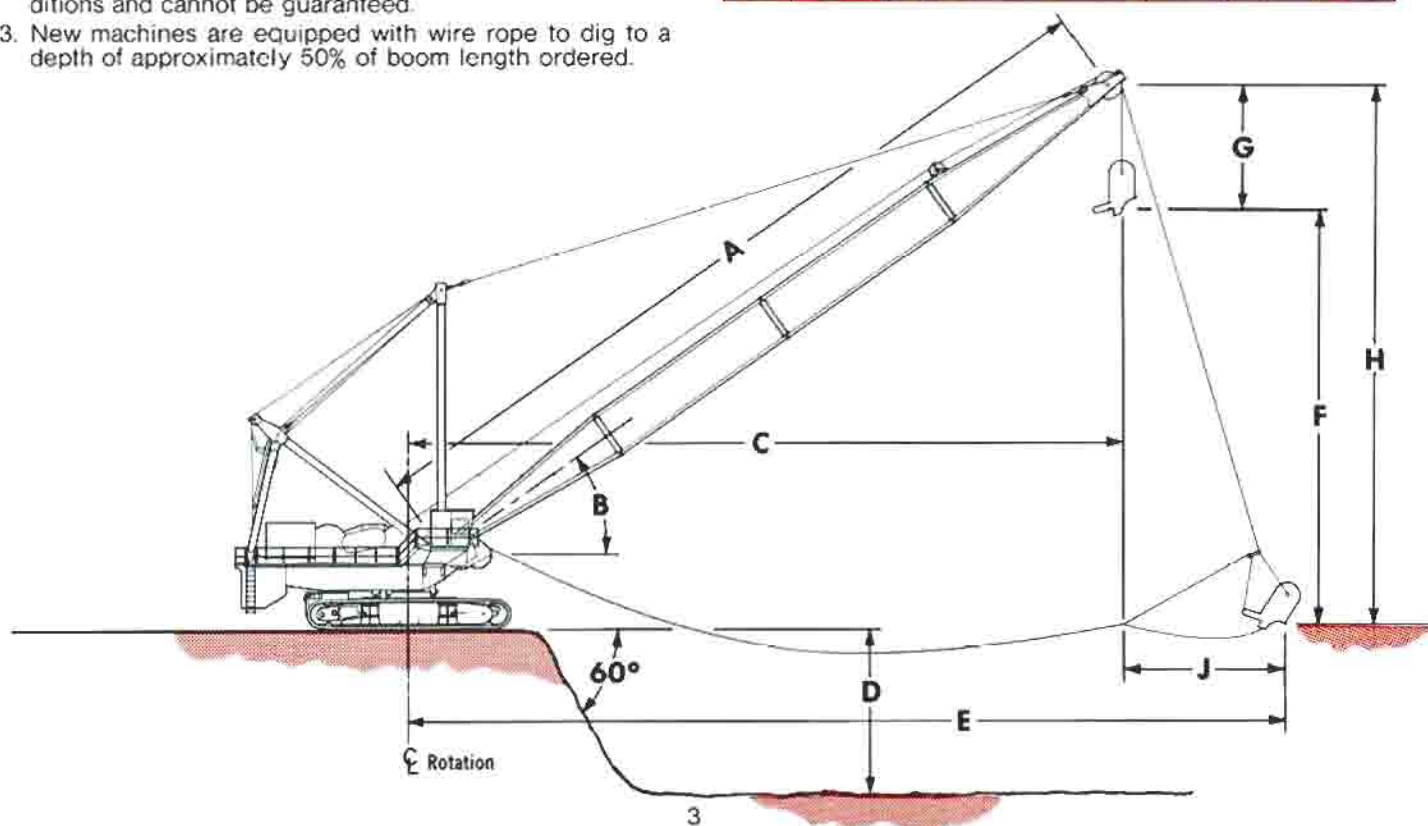 ditions and cannot be guaranteed.
3. New machines are equipped with wire rope to dig to a
depth of approximately 50% of boom length ordered.
G
A
H
F
C
B
60°
D
J
E
℄ Rotation
3